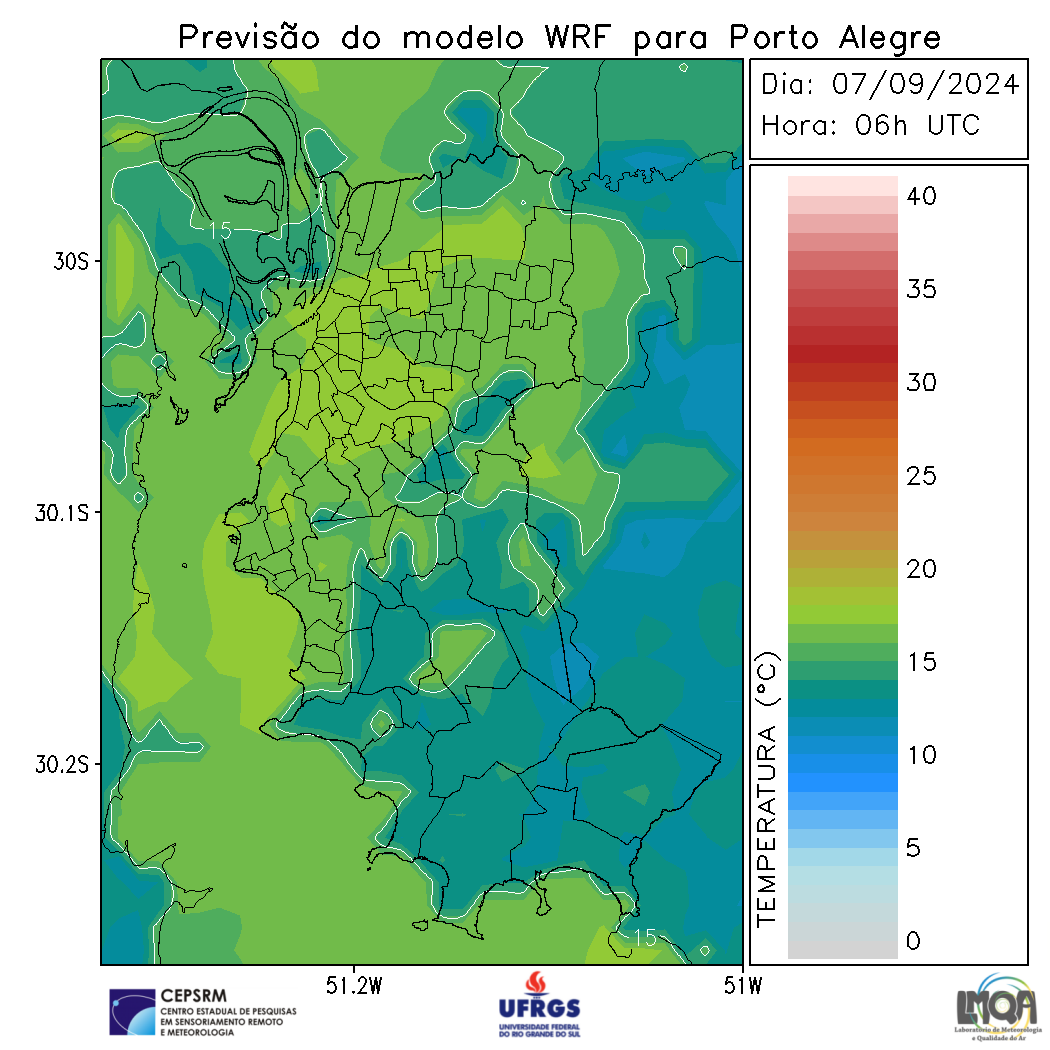 Previsão do modelo WRF para Porto Alegre
Dia: 07/09/2024
Hora: 06h UTC
40
35
30
25
20
15
10
5
0
TEMPERATURA (°C)
15
15
30S
30.1S
30.2S
51.2W
51W
CEPSRM
CENTRO ESTADUAL DE PESQUISAS
EM SENSORIAMENTO REMOTO
E METEOROLOGIA
UFRGS
UNIVERSIDADE FEDERAL
DO RIO GRANDE DO SUL
LMQA
Laboratório de Meteorologia
e Qualidade do Ar